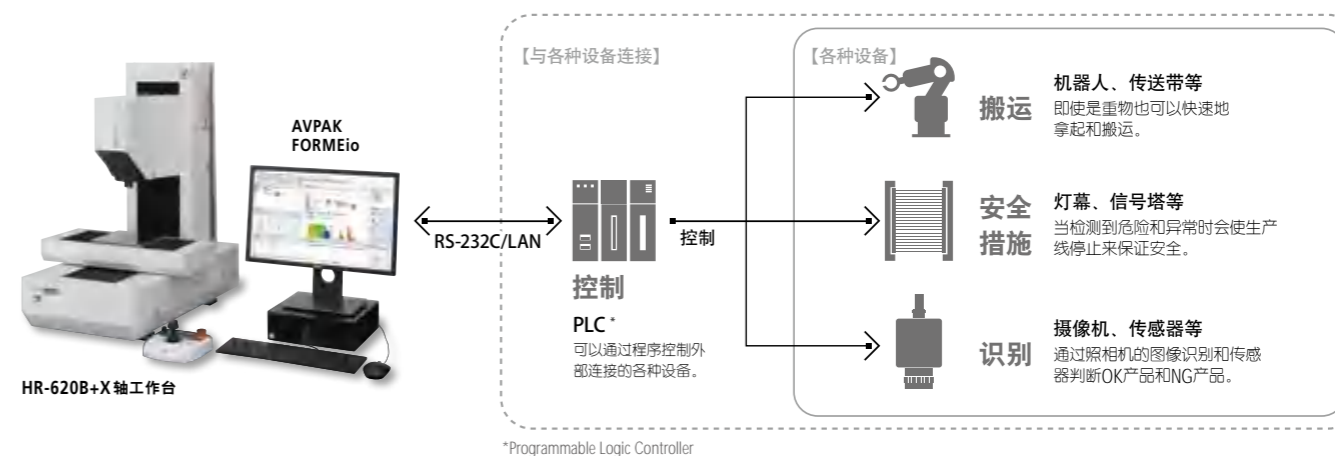 【与各种设备连接】
【各种设备】
AVPAK
FORMEio
RS-232C/LAN
HR-620B+X轴工作台
控制
PLC*
可以通过程序控制外
部连接的各种设备。
控制
搬运
机器人、传送带等
即使是重物也可以快速地
拿起和搬运。
安全
措施
灯幕、信号塔等
当检测到危险和异常时会使生产
线停止来保证安全。
识别
摄像机、传感器等
通过照相机的图像识别和传感
器判断OK产品和NG产品。
*Programmable Logic Controller